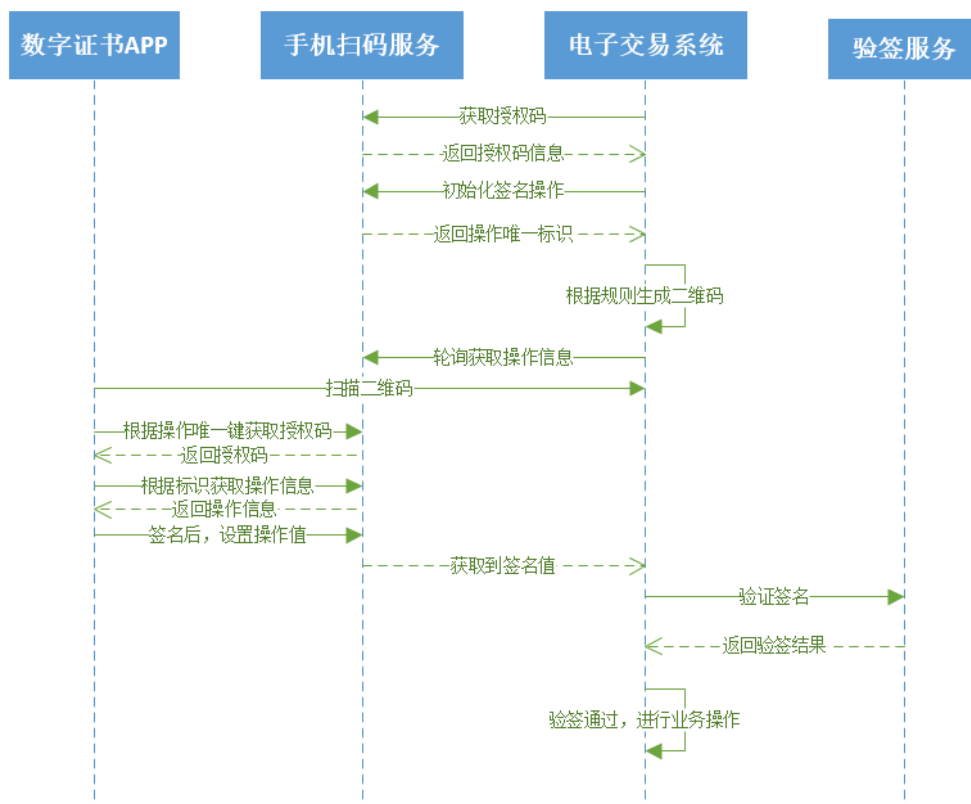 数字证书APP
手机扫码服务
电子交易系统
验签服务
获取授权码
返回授权码信息
初始化签名操作
返回操作唯一标识
根据规则生成二维码
轮询获取操作信息
扫描二维码
根据操作唯一键获取授权码
返回授权码
根据标识获取操作信息
返回操作信息
签名后，设置操作值
获取到签名值
验证签名
返回验签结果
验签通过，进行业务操作